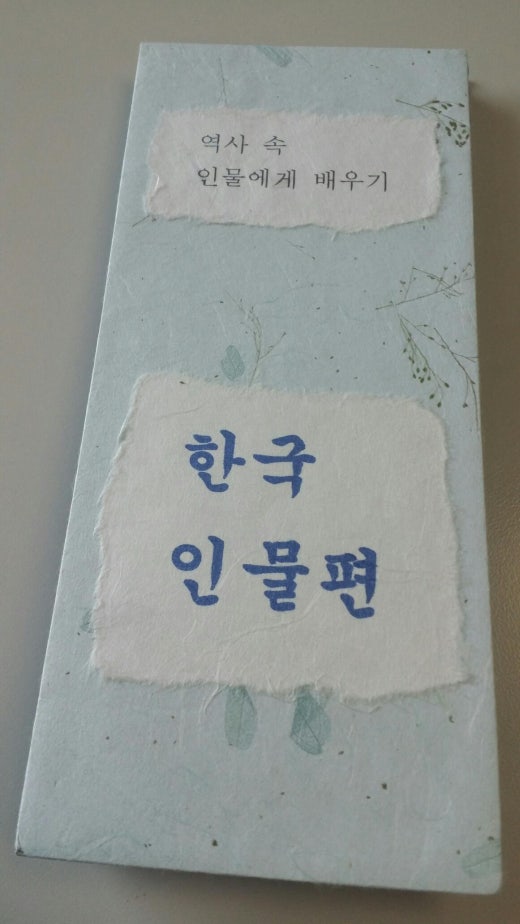 역사 속
인물에게 배우기
한국
인물편